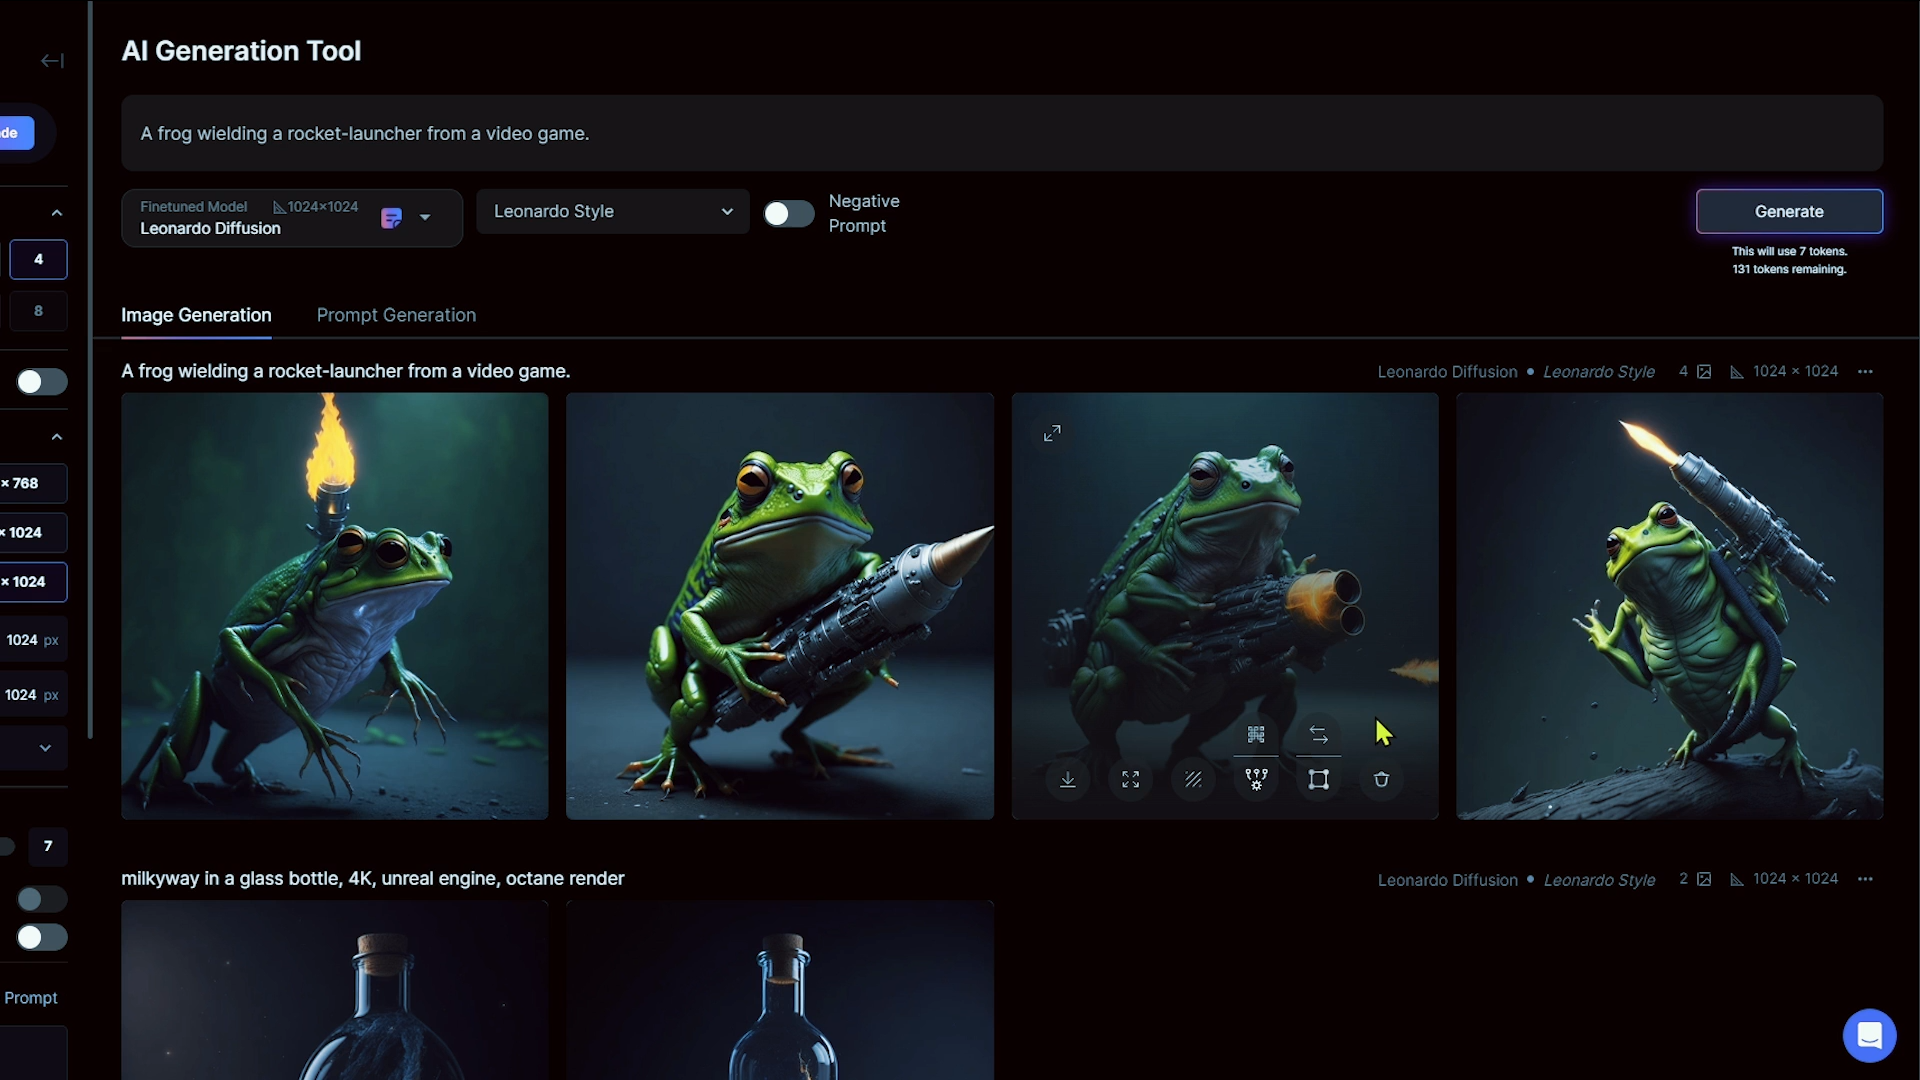 AI Generation Tool
A frog wielding a rocket-launcher from a video game.
de
Finetuned Model 1024×1024
Leonardo Diffusion
Leonardo Style
Negative
Prompt
Generate
This will use 7 tokens.
131 tokens remaining.
4
8
Image Generation
Prompt Generation
A frog wielding a rocket-launcher from a video game.
Leonardo Diffusion • Leonardo Style 4 1024 × 1024 ...
× 768
× 1024
× 1024
1024 px
1024 px
7
milkyway in a glass bottle, 4K, unreal engine, octane render
Leonardo Diffusion • Leonardo Style 2 1024 × 1024 ...
Prompt